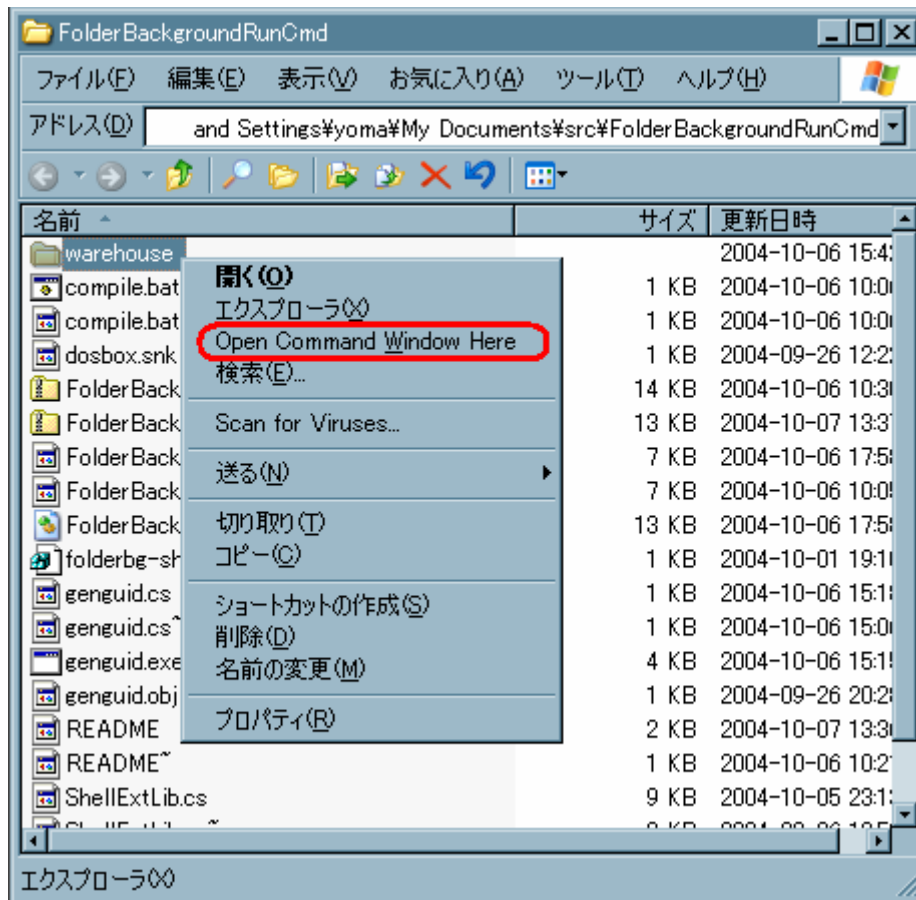 FolderBackgroundRunCmd
ファイル(F) 編集(E) 表示(V) お気に入り(A) ツール(T) ヘルプ(H)
アドレス(D) and Settings¥yoma¥My Documents¥src¥FolderBackgroundRunCmd
名前 サイズ 更新日時
warehouse 2004-10-06 15:4
compile.bat 1 KB 2004-10-06 10:0
compile.bat 1 KB 2004-10-06 10:0
dosbox.snk 1 KB 2004-09-26 12:2
FolderBack 14 KB 2004-10-06 10:3
FolderBack 13 KB 2004-10-07 13:3
FolderBack 7 KB 2004-10-06 17:5
FolderBack 7 KB 2004-10-06 10:0
FolderBack 13 KB 2004-10-06 17:5
folderbg-sh 1 KB 2004-10-01 19:1
genguid.cs 1 KB 2004-10-06 15:1
genguid.cs~ 1 KB 2004-10-06 15:0
genguid.exe 4 KB 2004-10-06 15:1
genguid.obj 1 KB 2004-09-26 20:2
README 2 KB 2004-10-07 13:3
README~ 1 KB 2004-10-06 10:2
ShellExtLib.cs 9 KB 2004-10-05 23:1
開く(O)
エクスプローラ(X)
Open Command Window Here
検索(E)...
Scan for Viruses...
送る(N)
切り取り(T)
コピー(C)
ショートカットの作成(S)
削除(D)
名前の変更(M)
プロパティ(R)
エクスプローラ(X)